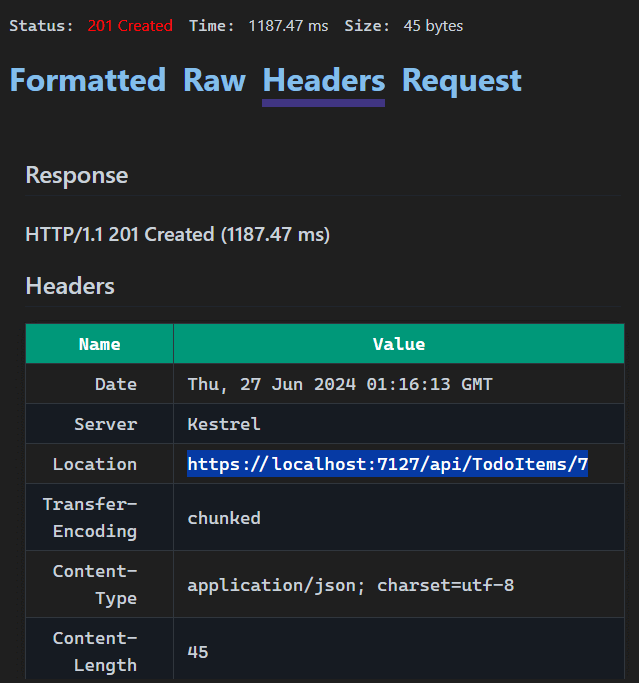 Status: 201 Created Time: 1187.47 ms Size: 45 bytes
Formatted Raw Headers Request
Response
HTTP/1.1 201 Created (1187.47 ms)
Headers
Name Value
Date Thu, 27 Jun 2024 01:16:13 GMT
Server Kestrel
Location https://localhost:7127/api/TodoItems/7
Transfer-
Encoding chunked
Content-
Type application/json; charset=utf-8
Content-
Length 45